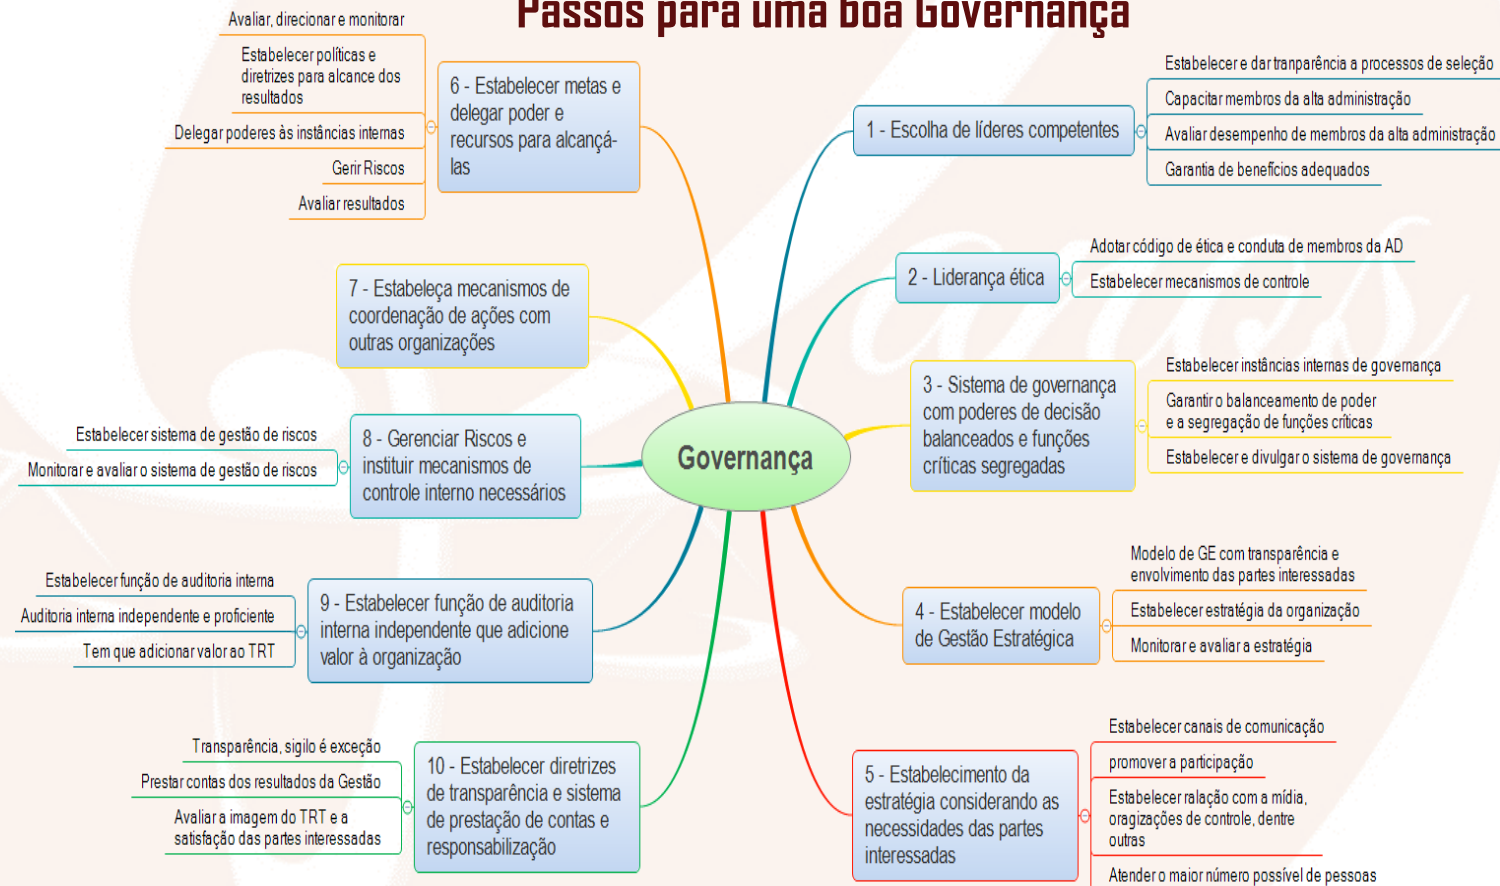 Passos para uma boa Governança
Governança
1 - Escolha de líderes competentes
Estabelecer e dar tranparência a processos de seleção
Capacitar membros da alta administração
Avaliar desempenho de membros da alta administração
Garantia de benefícios adequados
2 - Liderança ética
Adotar código de ética e conduta de membros da AD
Estabelecer mecanismos de controle
3 - Sistema de governança
com poderes de decisão
balanceados e funções
críticas segregadas
Estabelecer instâncias internas de governança
Garantir o balanceamento de poder
e a segregação de funções críticas
Estabelecer e divulgar o sistema de governança
4 - Estabelecer modelo
de Gestão Estratégica
Modelo de GE com transparência e
envolvimento das partes interessadas
Estabelecer estratégia da organização
Monitorar e avaliar a estratégia
5 - Estabelecimento da
estratégia considerando as
necessidades das partes
interessadas
Estabelecer canais de comunicação
promover a participação
Estabelecer ralação com a mídia,
oragizações de controle, dentre
outras
Atender o maior número possível de pessoas
6 - Estabelecer metas e
delegar poder e
recursos para alcançá-
las
Avaliar, direcionar e monitorar
Estabelecer políticas e
diretrizes para alcance dos
resultados
Delegar poderes às instâncias internas
Gerir Riscos
Avaliar resultados
7 - Estabeleça mecanismos de
coordenação de ações com
outras organizações
8 - Gerenciar Riscos e
instituir mecanismos de
controle interno necessários
Estabelecer sistema de gestão de riscos
Monitorar e avaliar o sistema de gestão de riscos
9 - Estabelecer função de auditoria
interna independente que adicione
valor à organização
Estabelecer função de auditoria interna
Auditoria interna independente e proficiente
Tem que adicionar valor ao TRT
10 - Estabelecer diretrizes
de transparência e sistema
de prestação de contas e
responsabilização
Transparência, sigilo é exceção
Prestar contas dos resultados da Gestão
Avaliar a imagem do TRT e a
satisfação das partes interessadas